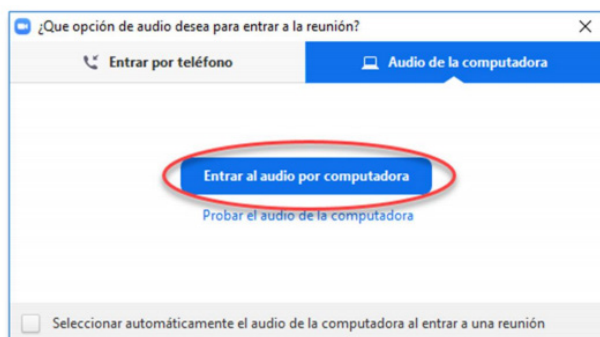 ¿Que opción de audio desea para entrar a la reunión?
Entrar por teléfono
Audio de la computadora
Entrar al audio por computadora
Probar el audio de la computadora
Seleccionar automáticamente el audio de la computadora al entrar a una reunión